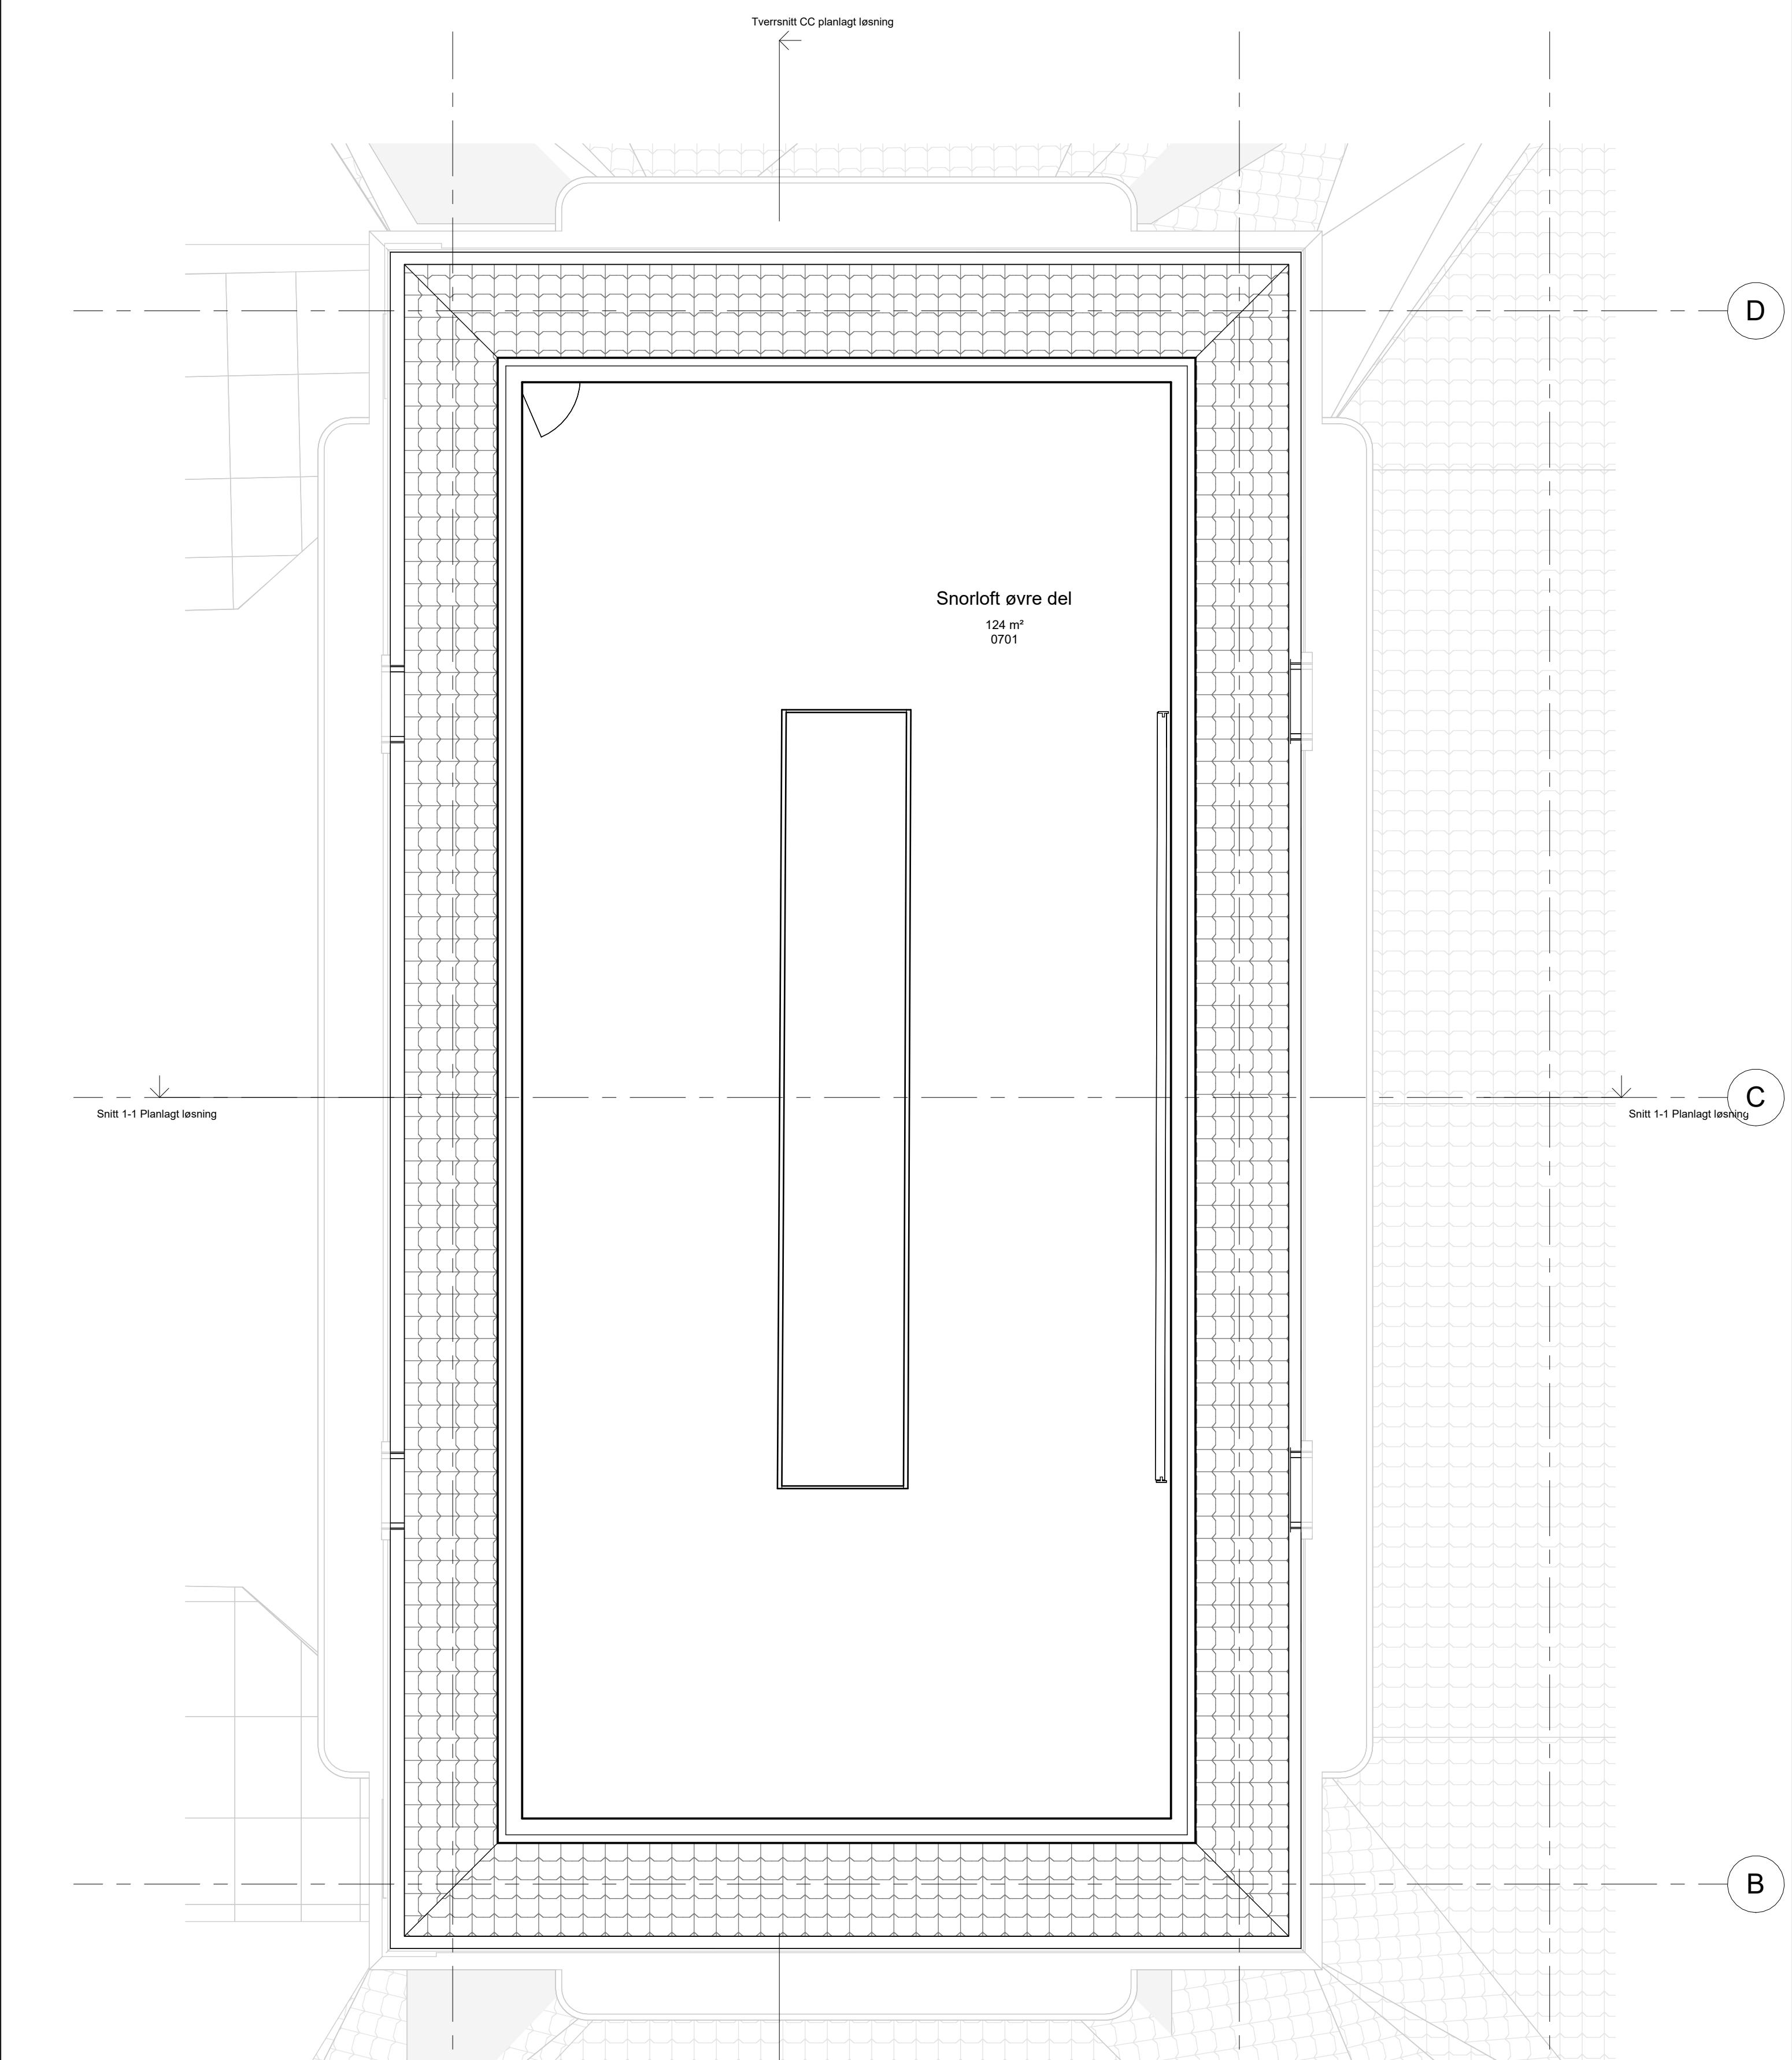 Tverrsnitt CC planlagt løsning
D
Snorloft øvre del
124 m²
0701
C
Snitt 1-1 Planlagt løsning
Snitt 1-1 Planlagt løsning
B